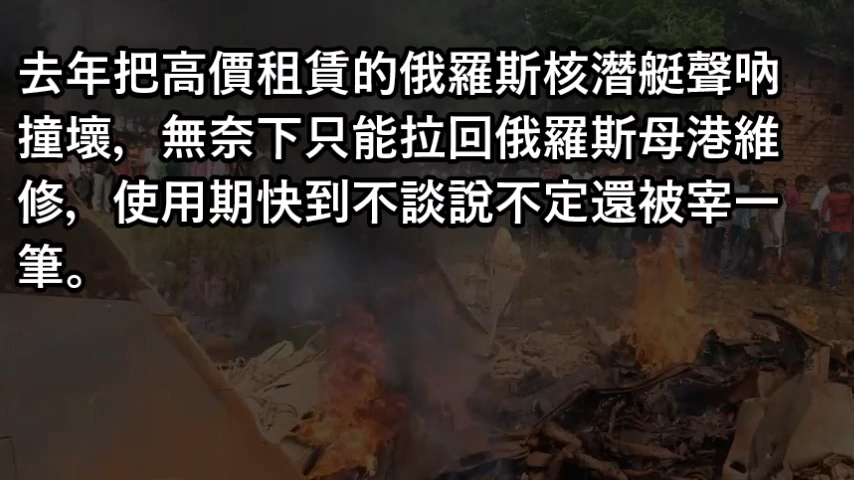 去年把高價租賃的俄羅斯核潛艇聲吶
撞壞，無奈下只能拉回俄羅斯母港維
修，使用期快到不談說不定還被宰一
筆。